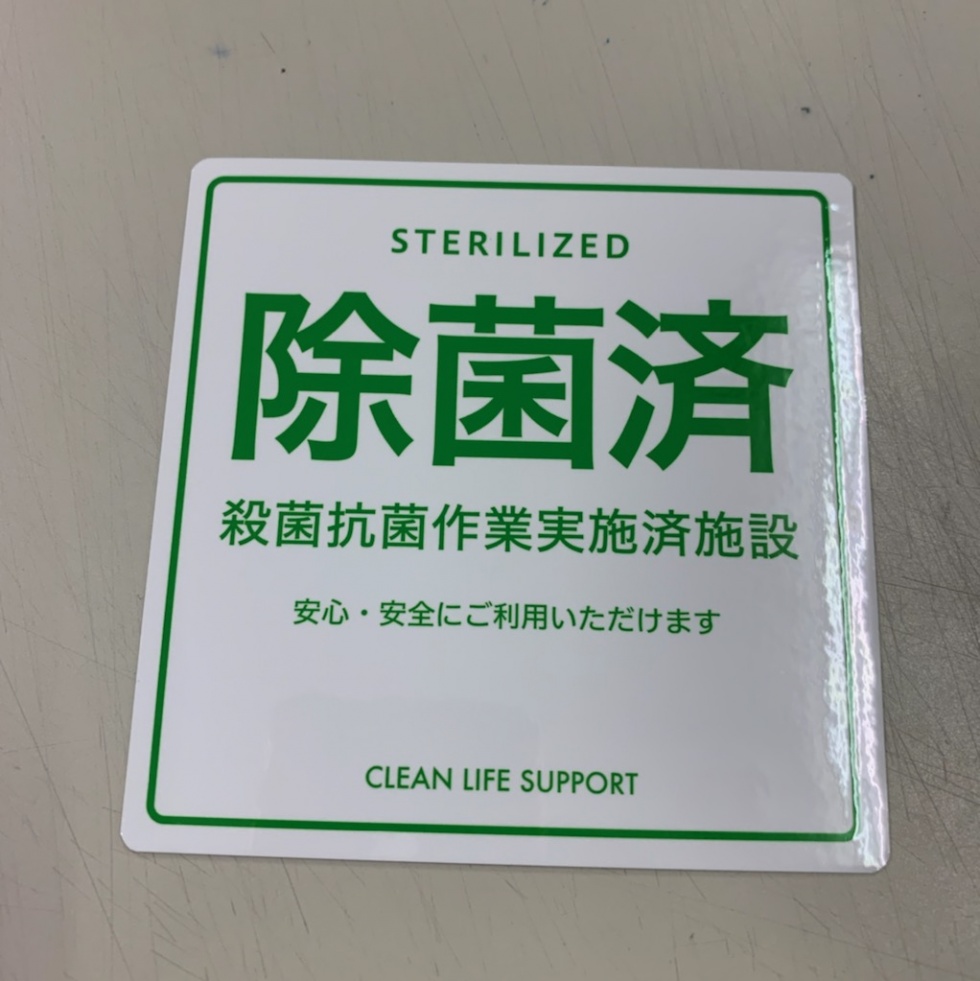 STERILIZED
除菌済
殺菌抗菌作業実施済施設
安心・安全にご利用いただけます
CLEAN LIFE SUPPORT